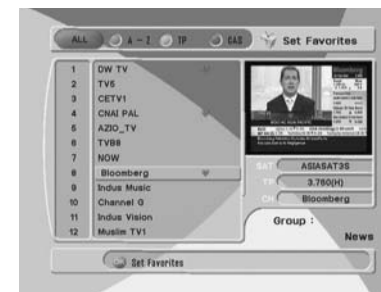 ALL A - Z TP CAS Set Favorites
1 DW TV
2 TV5
3 CETV1
4 CNAI PAL
5 AZIO_TV
6 TVB8
7 NOW
8 Bloomberg
9 Indus Music
10 Channel G
11 Indus Vision
12 Muslim TV1
Bloomberg
SAT ASIASAT3S
TP 3.760(H)
CH Bloomberg
Group :
News
Set Favorites